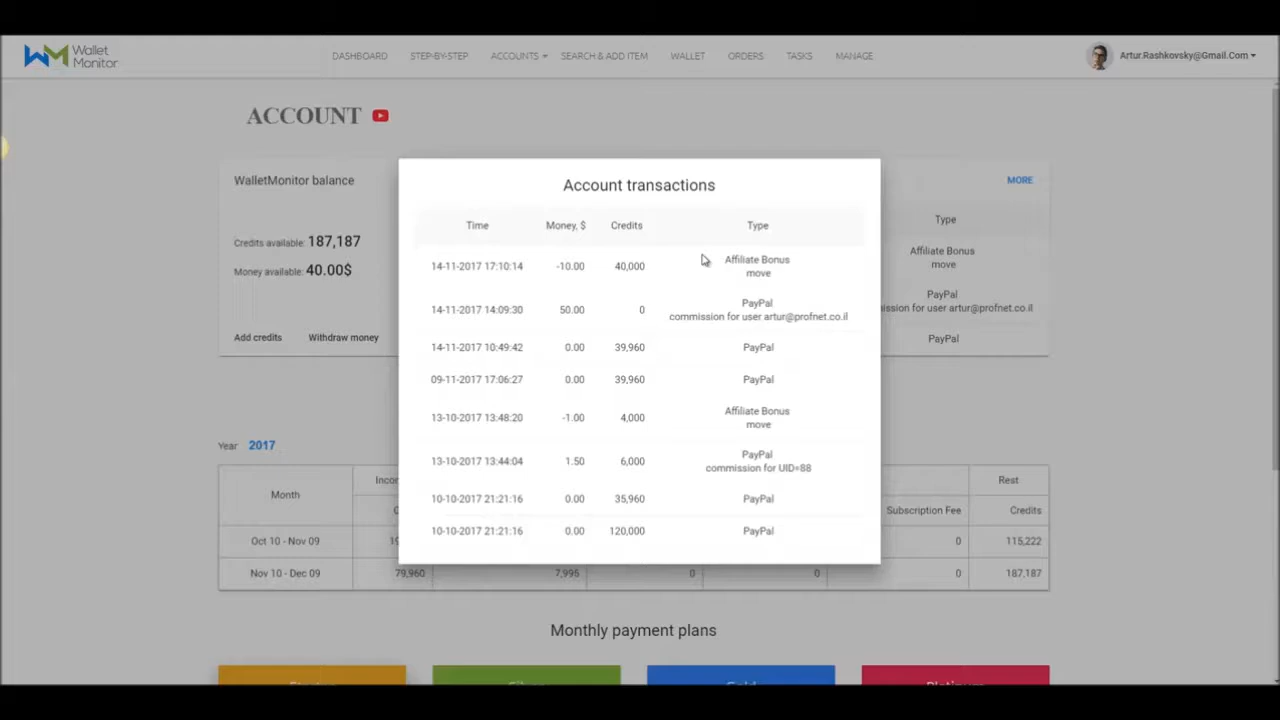 Wallet
Monitor
DASHBOARD STEP-BY-STEP ACCOUNTS SEARCH & ADD ITEM WALLET ORDERS TASKS MANAGE Artur.Rashkovsky@Gmail.Com
ACCOUNT
WalletMonitor balance
Credits available: 187,187
Money available: 40.00$
Add credits Withdraw money
Account transactions
Time Money, $ Credits Type
14-11-2017 17:10:14 -10.00 40,000 Affiliate Bonus
move
14-11-2017 14:09:30 50.00 0 PayPal
commission for user artur@profnet.co.il
14-11-2017 10:49:42 0.00 39,960 PayPal
09-11-2017 17:06:27 0.00 39,960 PayPal
13-10-2017 13:48:20 -1.00 4,000 Affiliate Bonus
move
13-10-2017 13:44:04 1.50 6,000 PayPal
commission for UID=88
10-10-2017 21:21:16 0.00 35,960 PayPal
10-10-2017 21:21:16 0.00 120,000 PayPal
MORE
Type
Affiliate Bonus
move
PayPal
ission for user artur@profnet.co.il
PayPal
Year 2017
Month Rest
Subscription Fee Credits
Oct 10 - Nov 09 0 115,222
Nov 10 - Dec 09 79,960 7,995 0 0 0 187,187
Monthly payment plans